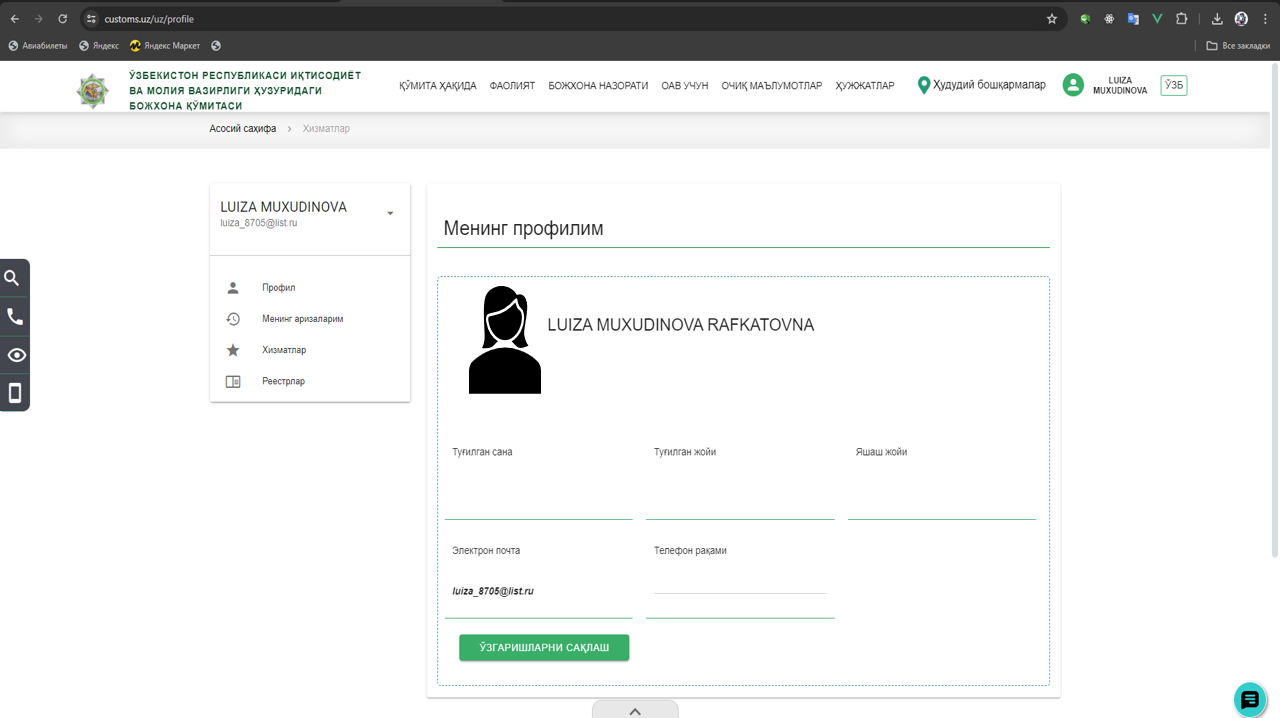 customs.uz/uz/profile
Авиабилеты
Яндекс
Яндекс Маркет
Все закладки
ЎЗБЕКИСТОН РЕСПУБЛИКАСИ ИҚТИСОДИЁТ
ВА МОЛИЯ ВАЗИРЛИГИ ҲУЗУРИДАГИ
БОЖХОНА ҚЎМИТАСИ
ҚЎМИТА ҲАҚИДА
ФАОЛИЯТ
БОЖХОНА НАЗОРАТИ
ОАВ УЧУН
ОЧИҚ МАЪЛУМОТЛАР
ҲУЖЖАТЛАР
Ҳудудий бошқармалар
LUIZA
MUXUDINOVA
ЎЗБ
Асосий саҳифа › Хизматлар
LUIZA MUXUDINOVA
luiza_8705@list.ru
Профил
Менинг аризаларим
Хизматлар
Реестрлар
Менинг профилим
LUIZA MUXUDINOVA RAFKATOVNA
Туғилган сана
Туғилган жойи
Яшаш жойи
Электрон почта
Телефон рақами
luiza_8705@list.ru
ЎЗГАРИШЛАРНИ САҚЛАШ